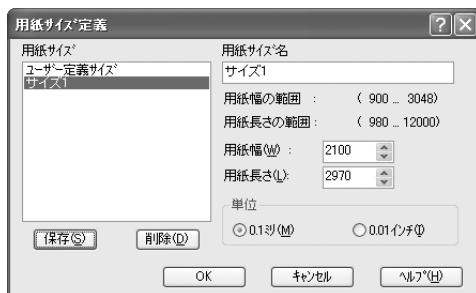 用紙サイズ定義
用紙サイズ
ユーザー定義サイズ
サイズ1
保存(S)
削除(D)
用紙サイズ名
サイズ1
用紙幅の範囲 : ( 900 ... 3048)
用紙長さの範囲 : ( 980 ... 12000)
用紙幅(W) : 2100
用紙長さ(L): 2970
単位
0.1ミリ(M)
0.01インチ(I)
OK
キャンセル
ヘルプ(H)